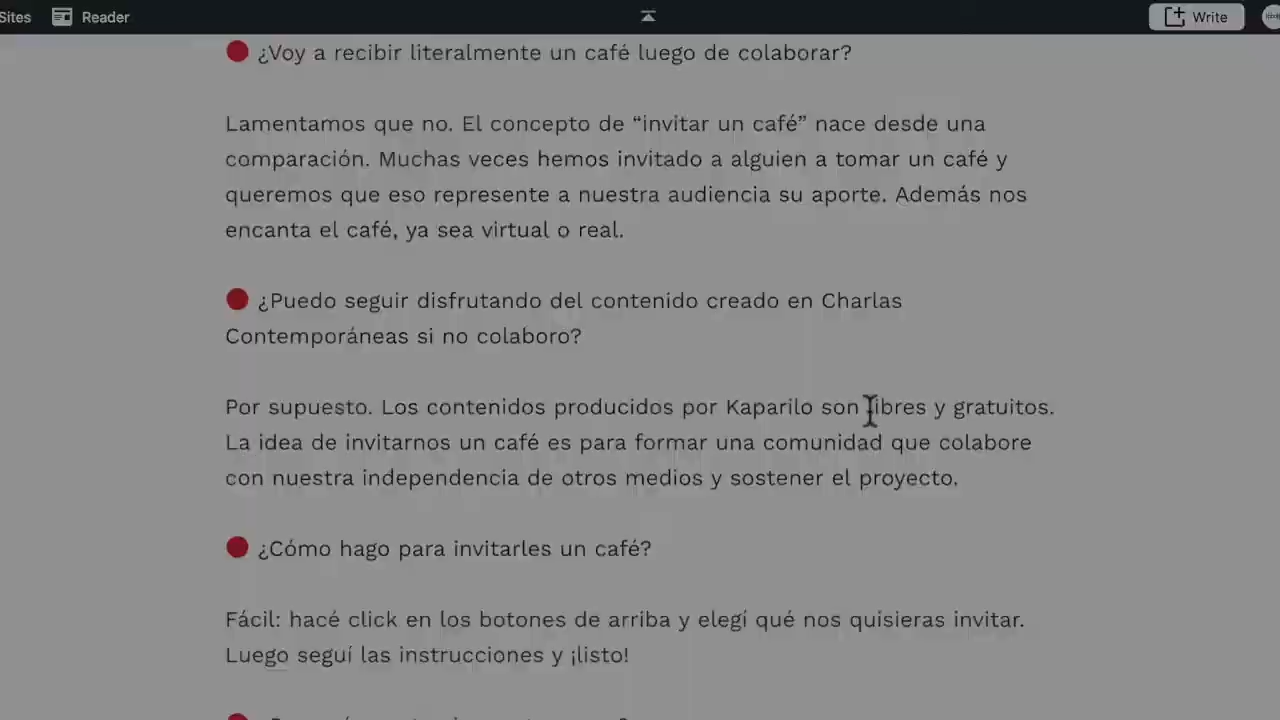 Sites Reader Write
¿Voy a recibir literalmente un café luego de colaborar?
Lamentamos que no. El concepto de “invitar un café” nace desde una
comparación. Muchas veces hemos invitado a alguien a tomar un café y
queremos que eso represente a nuestra audiencia su aporte. Además nos
encanta el café, ya sea virtual o real.
¿Puedo seguir disfrutando del contenido creado en Charlas
Contemporáneas si no colaboro?
Por supuesto. Los contenidos producidos por Kaparilo son libres y gratuitos.
La idea de invitarnos un café es para formar una comunidad que colabore
con nuestra independencia de otros medios y sostener el proyecto.
¿Cómo hago para invitarles un café?
Fácil: hacé click en los botones de arriba y elegí qué nos quisieras invitar.
Luego seguí las instrucciones y ¡listo!